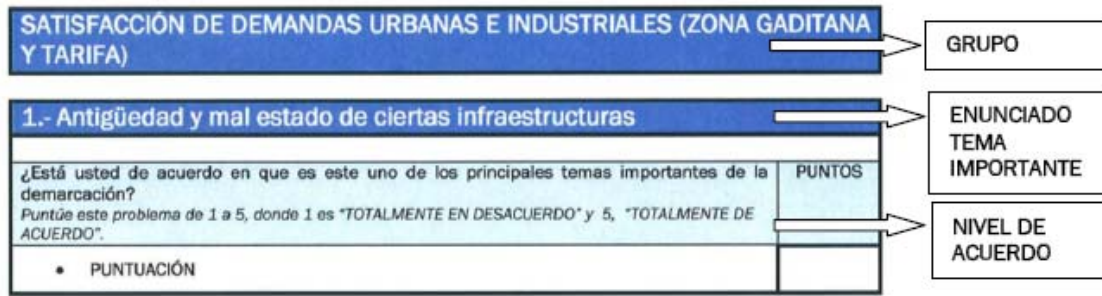 SATISFACCIÓN DE DEMANDAS URBANAS E INDUSTRIALES (ZONA GADITANA
Y TARIFA)
GRUPO
1.- Antigüedad y mal estado de ciertas infraestructuras
ENUNCIADO
TEMA
IMPORTANTE
¿Está usted de acuerdo en que es este uno de los principales temas importantes de la
demarcación?
Puntúe este problema de 1 a 5, donde 1 es "TOTALMENTE EN DESACUERDO" y 5, "TOTALMENTE DE
ACUERDO".
PUNTOS
NIVEL DE
ACUERDO
• PUNTUACIÓN